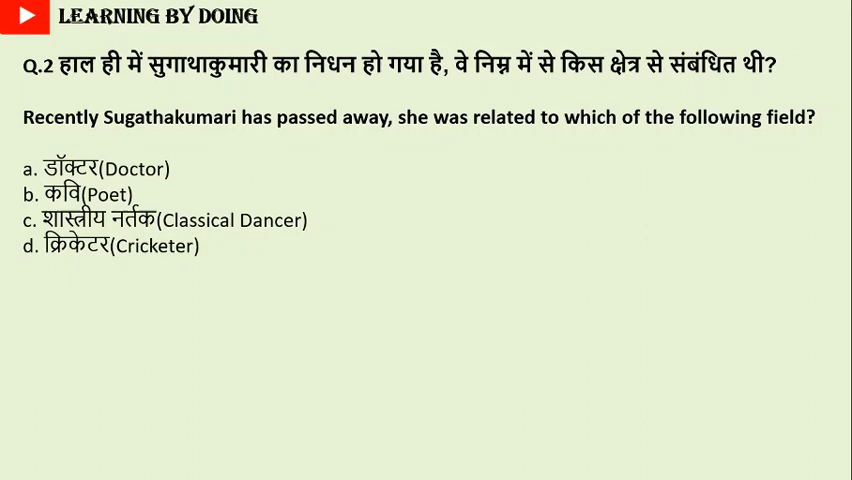 LEARNING BY DOING
Q.2 हाल ही में सुगाथाकुमारी का निधन हो गया है, वे निम्न में से किस क्षेत्र से संबंधित थी?
Recently Sugathakumari has passed away, she was related to which of the following field?
a. डॉक्टर(Doctor)
b. कवि(Poet)
c. शास्त्रीय नर्तक(Classical Dancer)
d. क्रिकेटर(Cricketer)